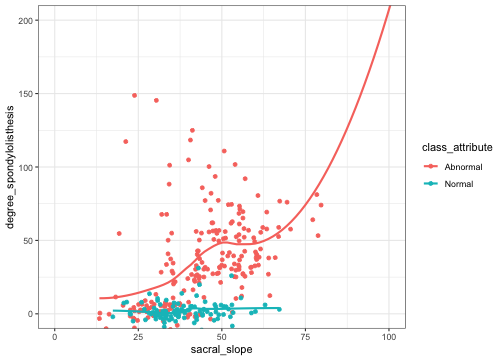 200
150
100
50
0
degree_spondylolisthesis
0 25 50 75 100
sacral_slope
class_attribute
Abnormal
Normal